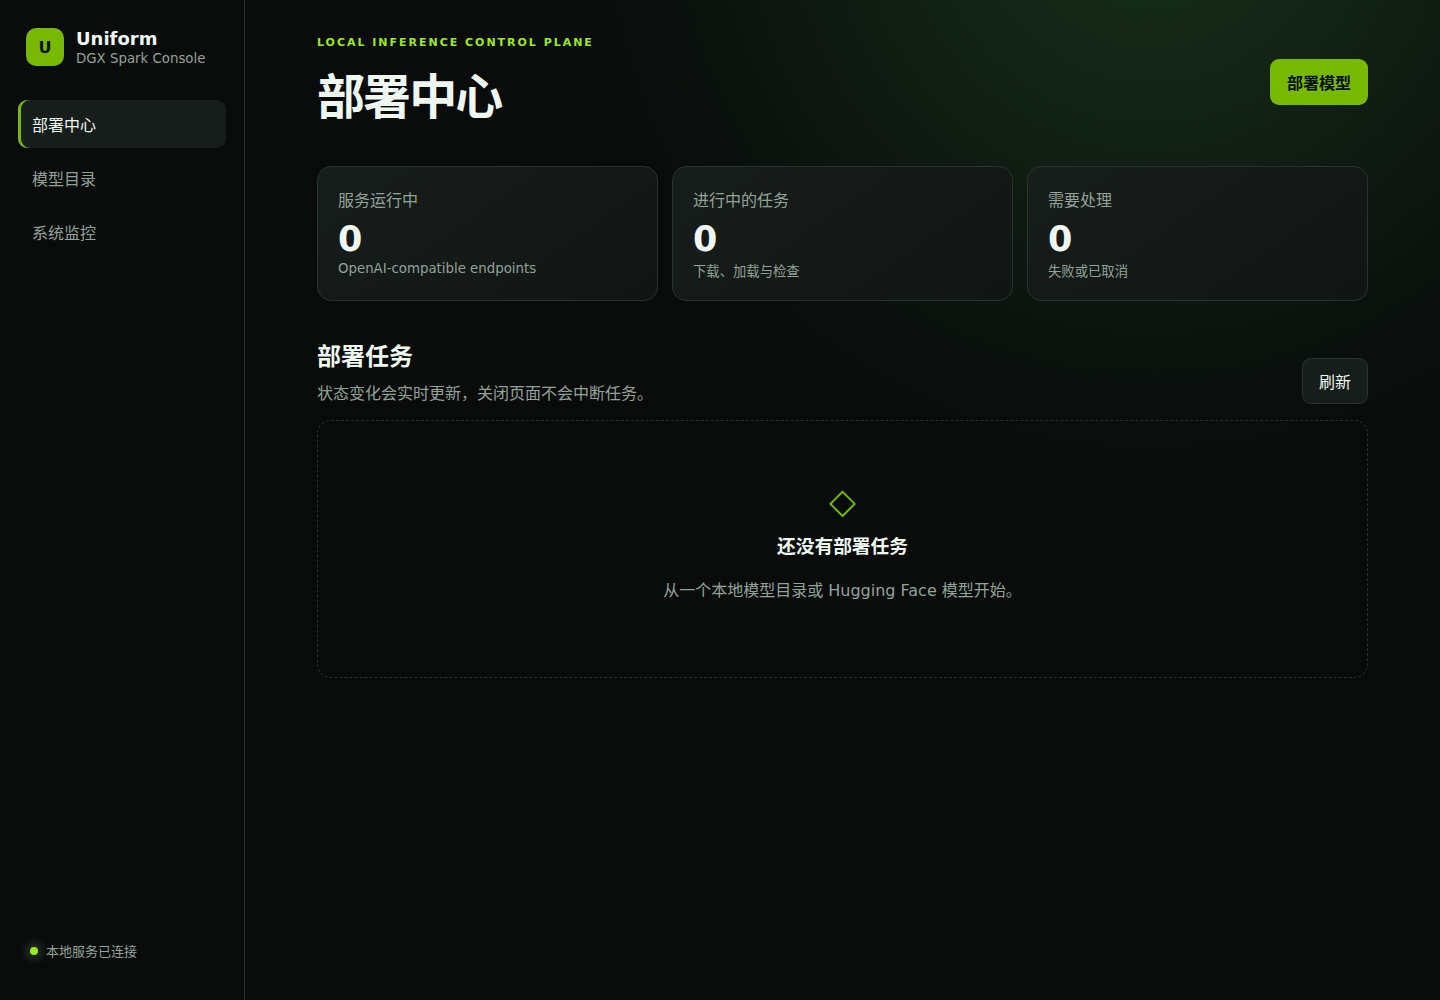 U
Uniform
DGX Spark Console
部署中心
模型目录
系统监控
本地服务已连接
LOCAL INFERENCE CONTROL PLANE
部署中心
部署模型
服务运行中
0
OpenAI-compatible endpoints
进行中的任务
0
下载、加载与检查
需要处理
0
失败或已取消
部署任务
状态变化会实时更新，关闭页面不会中断任务。
刷新
还没有部署任务
从一个本地模型目录或 Hugging Face 模型开始。